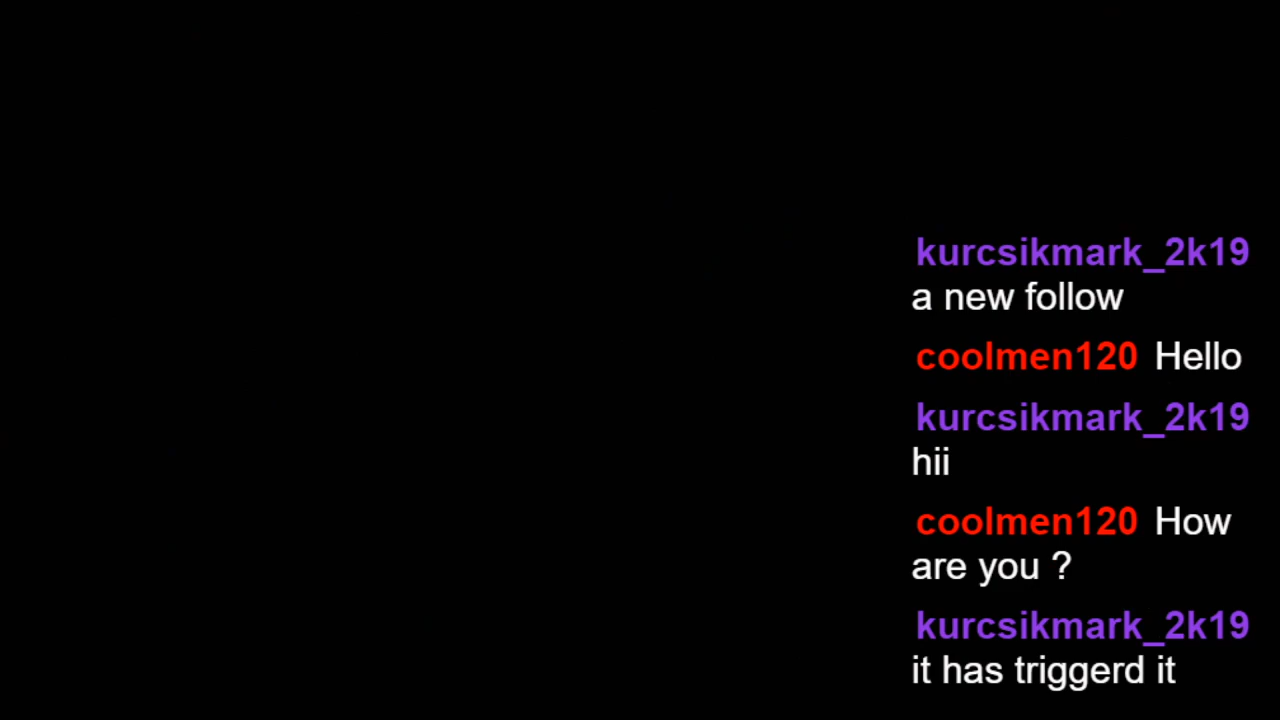 kurcsikmark_2k19
a new follow
coolmen120 Hello
kurcsikmark_2k19
hii
coolmen120 How
are you ?
kurcsikmark_2k19
it has triggerd it